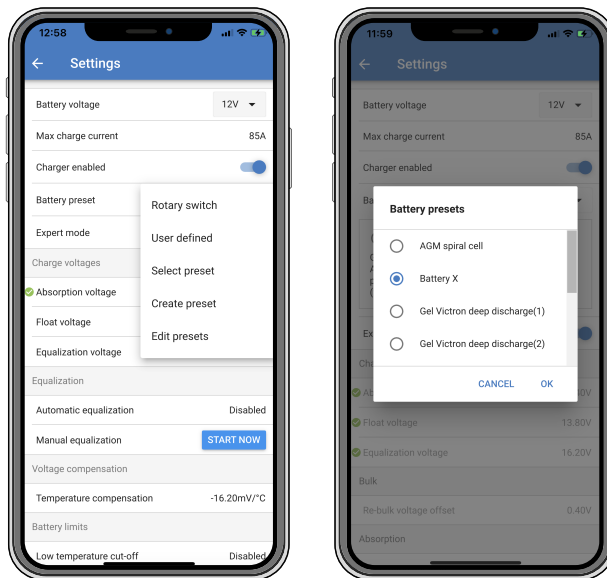 12:58
Settings
Battery voltage 12V
Max charge current 85A
Charger enabled
Battery preset
Expert mode
Rotary switch
User defined
Select preset
Create preset
Edit presets
Charge voltages
Absorption voltage
Float voltage
Equalization voltage
Equalization
Automatic equalization Disabled
Manual equalization START NOW
Voltage compensation
Temperature compensation -16.20mV/°C
Battery limits
Low temperature cut-off Disabled
11:59
Settings
Battery voltage 12V
Max charge current 85A
Charger enabled
Ba
Battery presets
AGM spiral cell
Battery X
Gel Victron deep discharge(1)
Gel Victron deep discharge(2)
CANCEL OK
Ex
Cha
Ab
Float voltage 13.80V
Equalization voltage 16.20V
Bulk
Re-bulk voltage offset 0.40V
Absorption